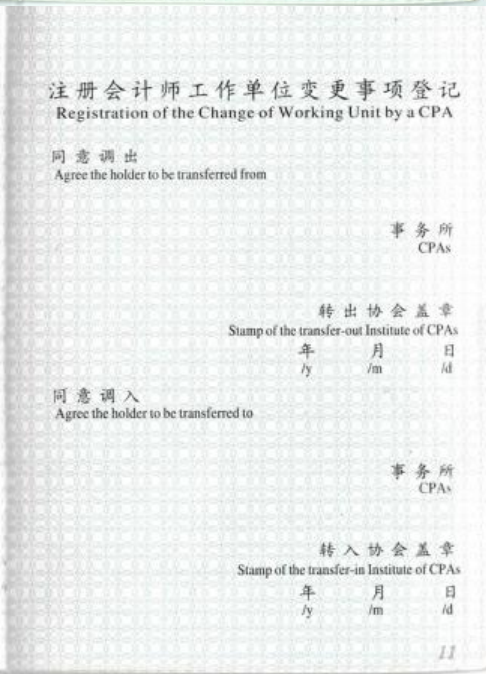 注册会计师工作单位变更事项登记
Registration of the Change of Working Unit by a CPA
同意调出
Agree the holder to be transferred from
事务所
CPAs
转出协会盖章
Stamp of the transfer-out Institute of CPAs
年 月 日
/y /m /d
同意调入
Agree the holder to be transferred to
事务所
CPAs
转入协会盖章
Stamp of the transfer-in Institute of CPAs
年 月 日
/y /m /d
11